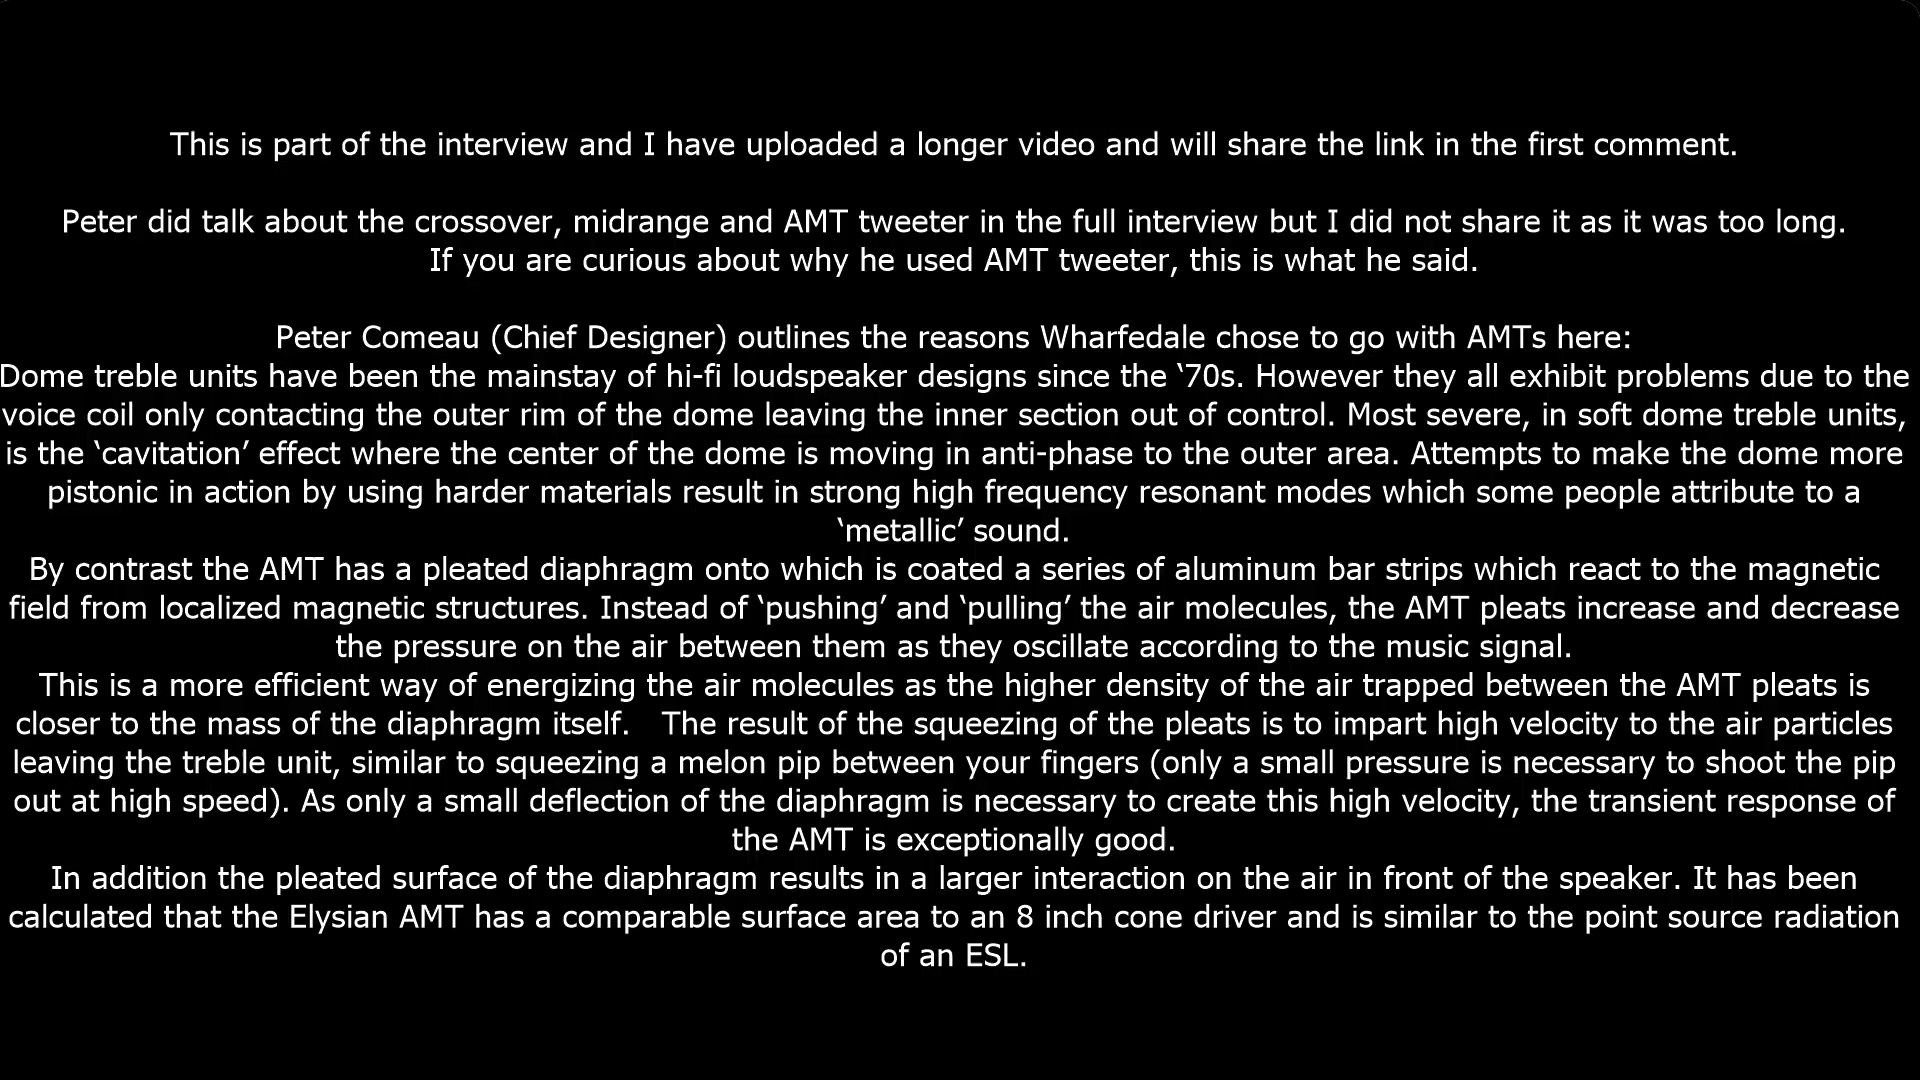 This is part of the interview and I have uploaded a longer video and will share the link in the first comment.
Peter did talk about the crossover, midrange and AMT tweeter in the full interview but I did not share it as it was too long.
If you are curious about why he used AMT tweeter, this is what he said.
Peter Comeau (Chief Designer) outlines the reasons Wharfedale chose to go with AMTs here:
Dome treble units have been the mainstay of hi-fi loudspeaker designs since the ‘70s. However they all exhibit problems due to the
voice coil only contacting the outer rim of the dome leaving the inner section out of control. Most severe, in soft dome treble units,
is the ‘cavitation’ effect where the center of the dome is moving in anti-phase to the outer area. Attempts to make the dome more
pistonic in action by using harder materials result in strong high frequency resonant modes which some people attribute to a
‘metallic’ sound.
By contrast the AMT has a pleated diaphragm onto which is coated a series of aluminum bar strips which react to the magnetic
field from localized magnetic structures. Instead of ‘pushing’ and ‘pulling’ the air molecules, the AMT pleats increase and decrease
the pressure on the air between them as they oscillate according to the music signal.
This is a more efficient way of energizing the air molecules as the higher density of the air trapped between the AMT pleats is
closer to the mass of the diaphragm itself.   The result of the squeezing of the pleats is to impart high velocity to the air particles
leaving the treble unit, similar to squeezing a melon pip between your fingers (only a small pressure is necessary to shoot the pip
out at high speed). As only a small deflection of the diaphragm is necessary to create this high velocity, the transient response of
the AMT is exceptionally good.
In addition the pleated surface of the diaphragm results in a larger interaction on the air in front of the speaker. It has been
calculated that the Elysian AMT has a comparable surface area to an 8 inch cone driver and is similar to the point source radiation
of an ESL.